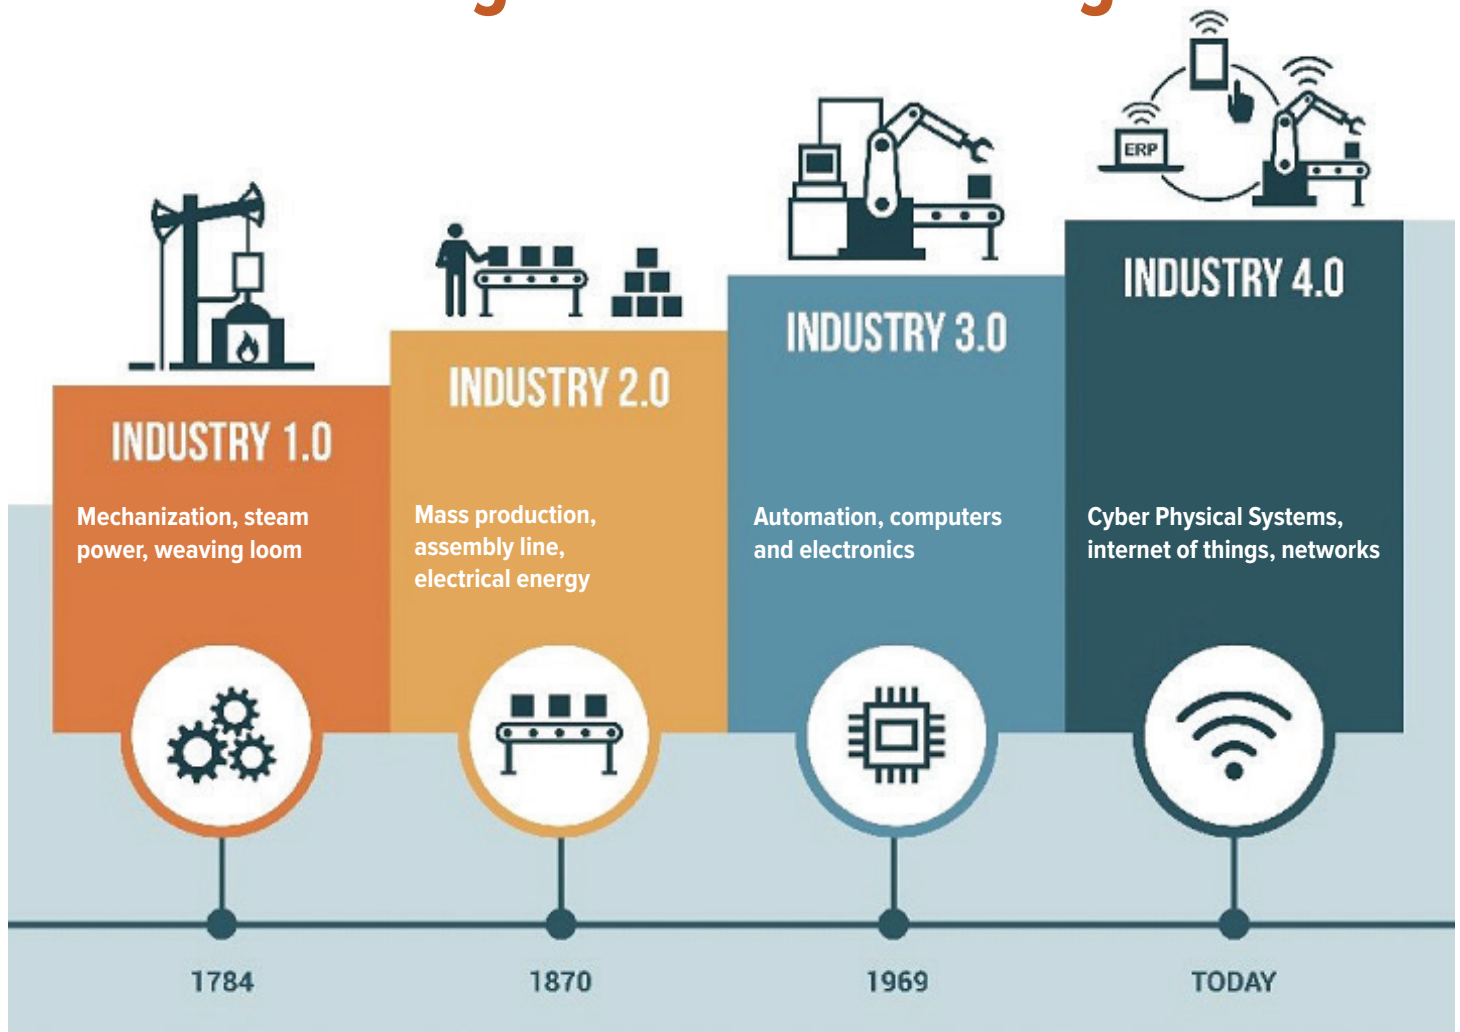 ERP
INDUSTRY 1.0
Mechanization, steam
power, weaving loom
INDUSTRY 2.0
Mass production,
assembly line,
electrical energy
INDUSTRY 3.0
Automation, computers
and electronics
INDUSTRY 4.0
Cyber Physical Systems,
internet of things, networks
1784
1870
1969
TODAY